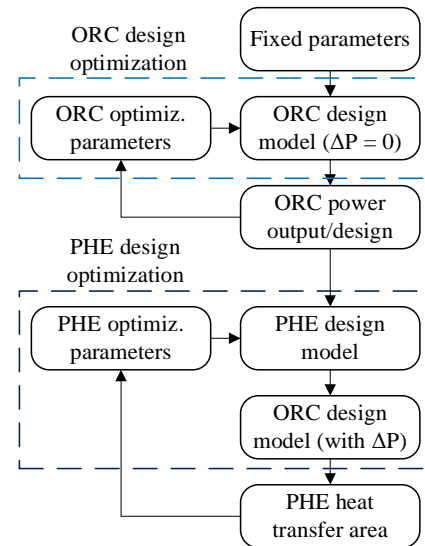 ORC design
optimization
Fixed parameters
ORC optimiz.
parameters
ORC design
model (ΔP = 0)
ORC power
output/design
PHE design
optimization
PHE optimiz.
parameters
PHE design
model
ORC design
model (with ΔP)
PHE heat
transfer area